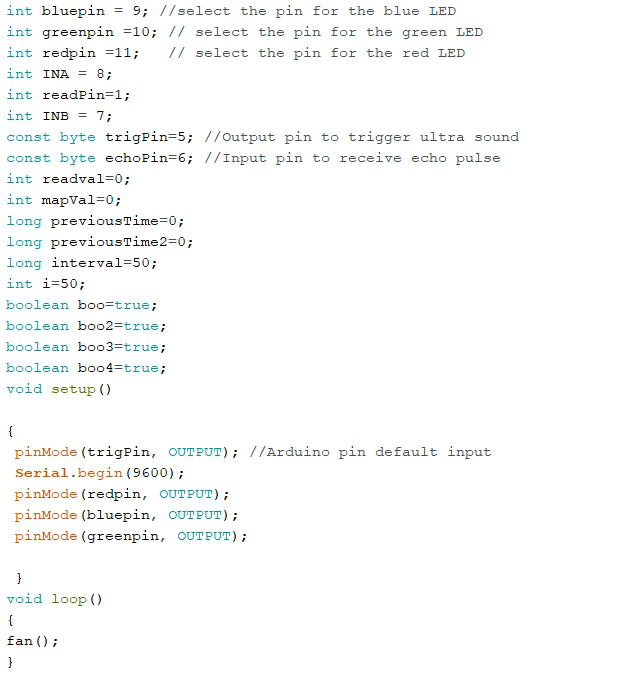 int bluepin = 9; //select the pin for the blue LED
int greenpin =10; // select the pin for the green LED
int redpin =11;   // select the pin for the red LED
int INA = 8;
int readPin=1;
int INB = 7;
const byte trigPin=5; //Output pin to trigger ultra sound
const byte echoPin=6; //Input pin to receive echo pulse
int readval=0;
int mapVal=0;
long previousTime=0;
long previousTime2=0;
long interval=50;
int i=50;
boolean boo=true;
boolean boo2=true;
boolean boo3=true;
boolean boo4=true;
void setup()

{
 pinMode(trigPin, OUTPUT); //Arduino pin default input
 Serial.begin(9600);
 pinMode(redpin, OUTPUT);
 pinMode(bluepin, OUTPUT);
 pinMode(greenpin, OUTPUT);

 }
void loop()
{
fan();
}